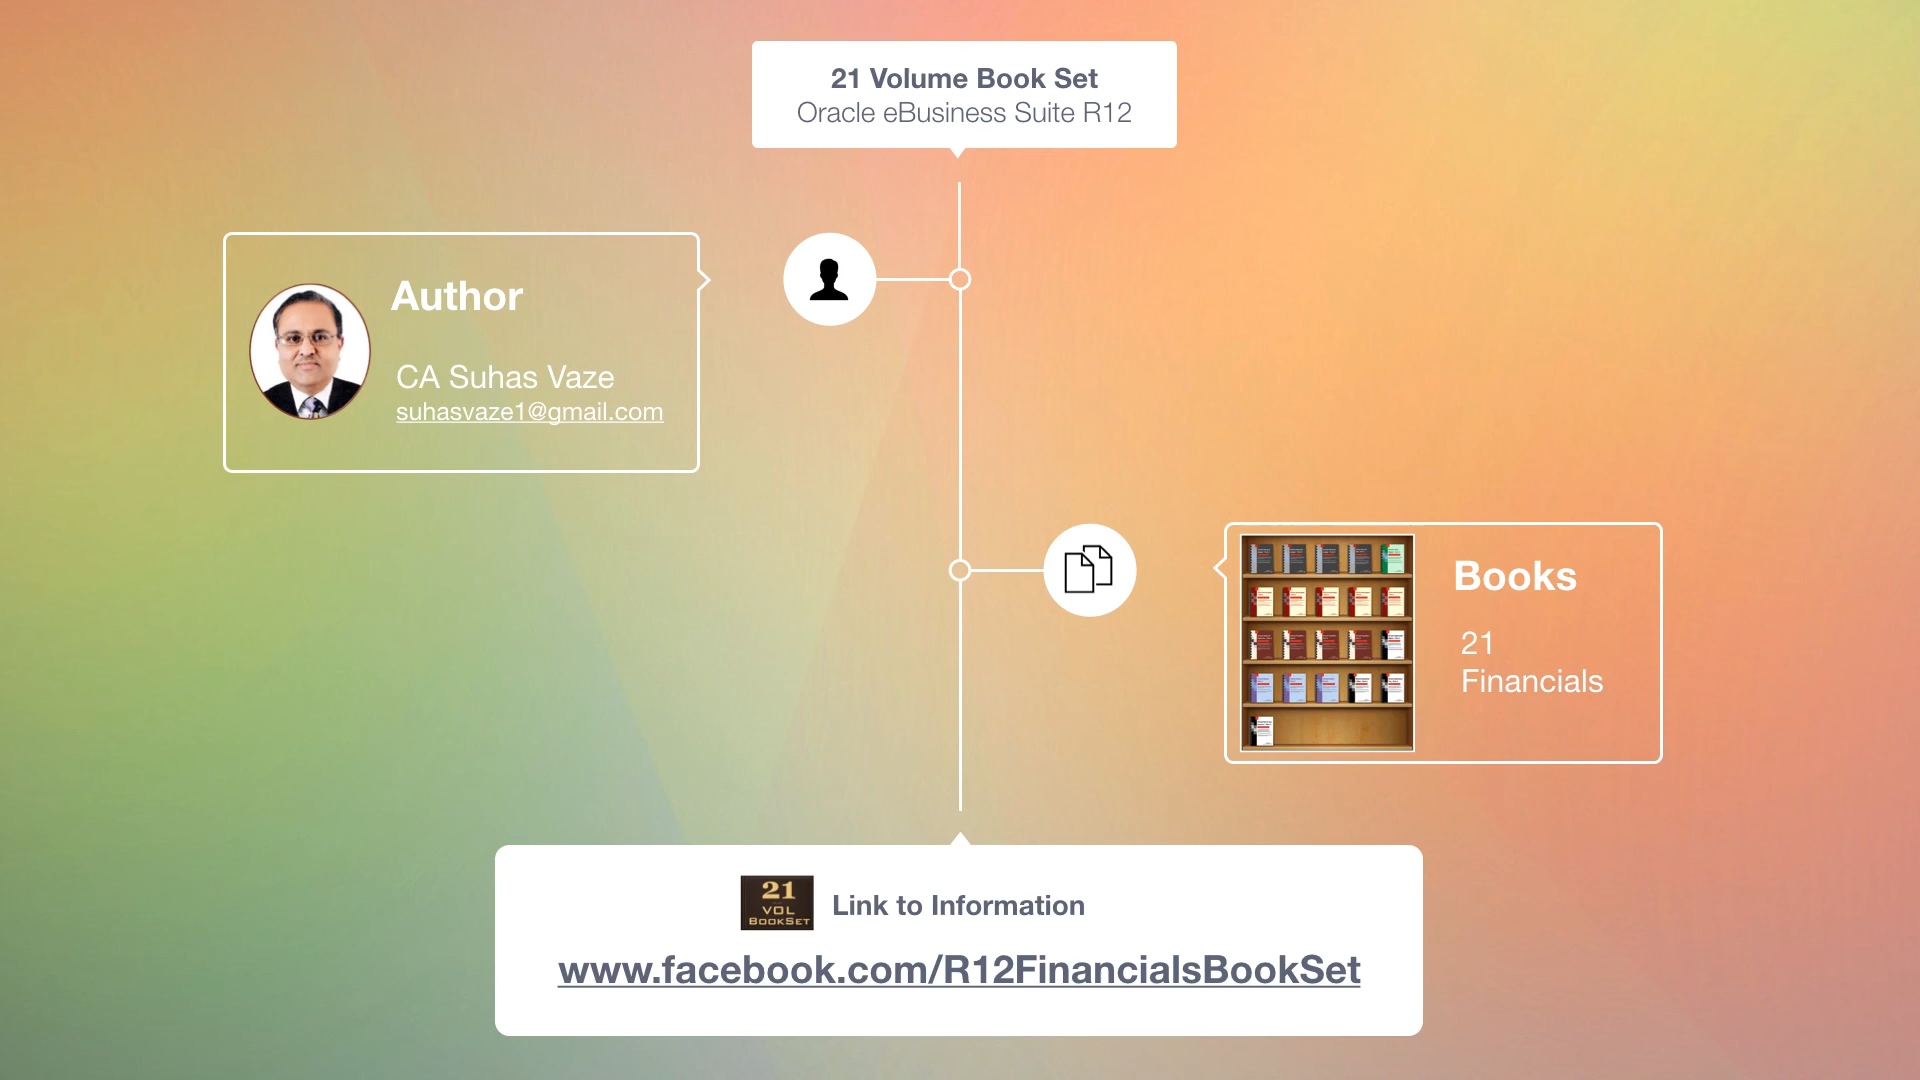 21 Volume Book Set
Oracle eBusiness Suite R12
Author
CA Suhas Vaze
suhasvaze1@gmail.com
Books
21
Financials
21
VOL
BOOKSET
Link to Information
www.facebook.com/R12FinancialsBookSet